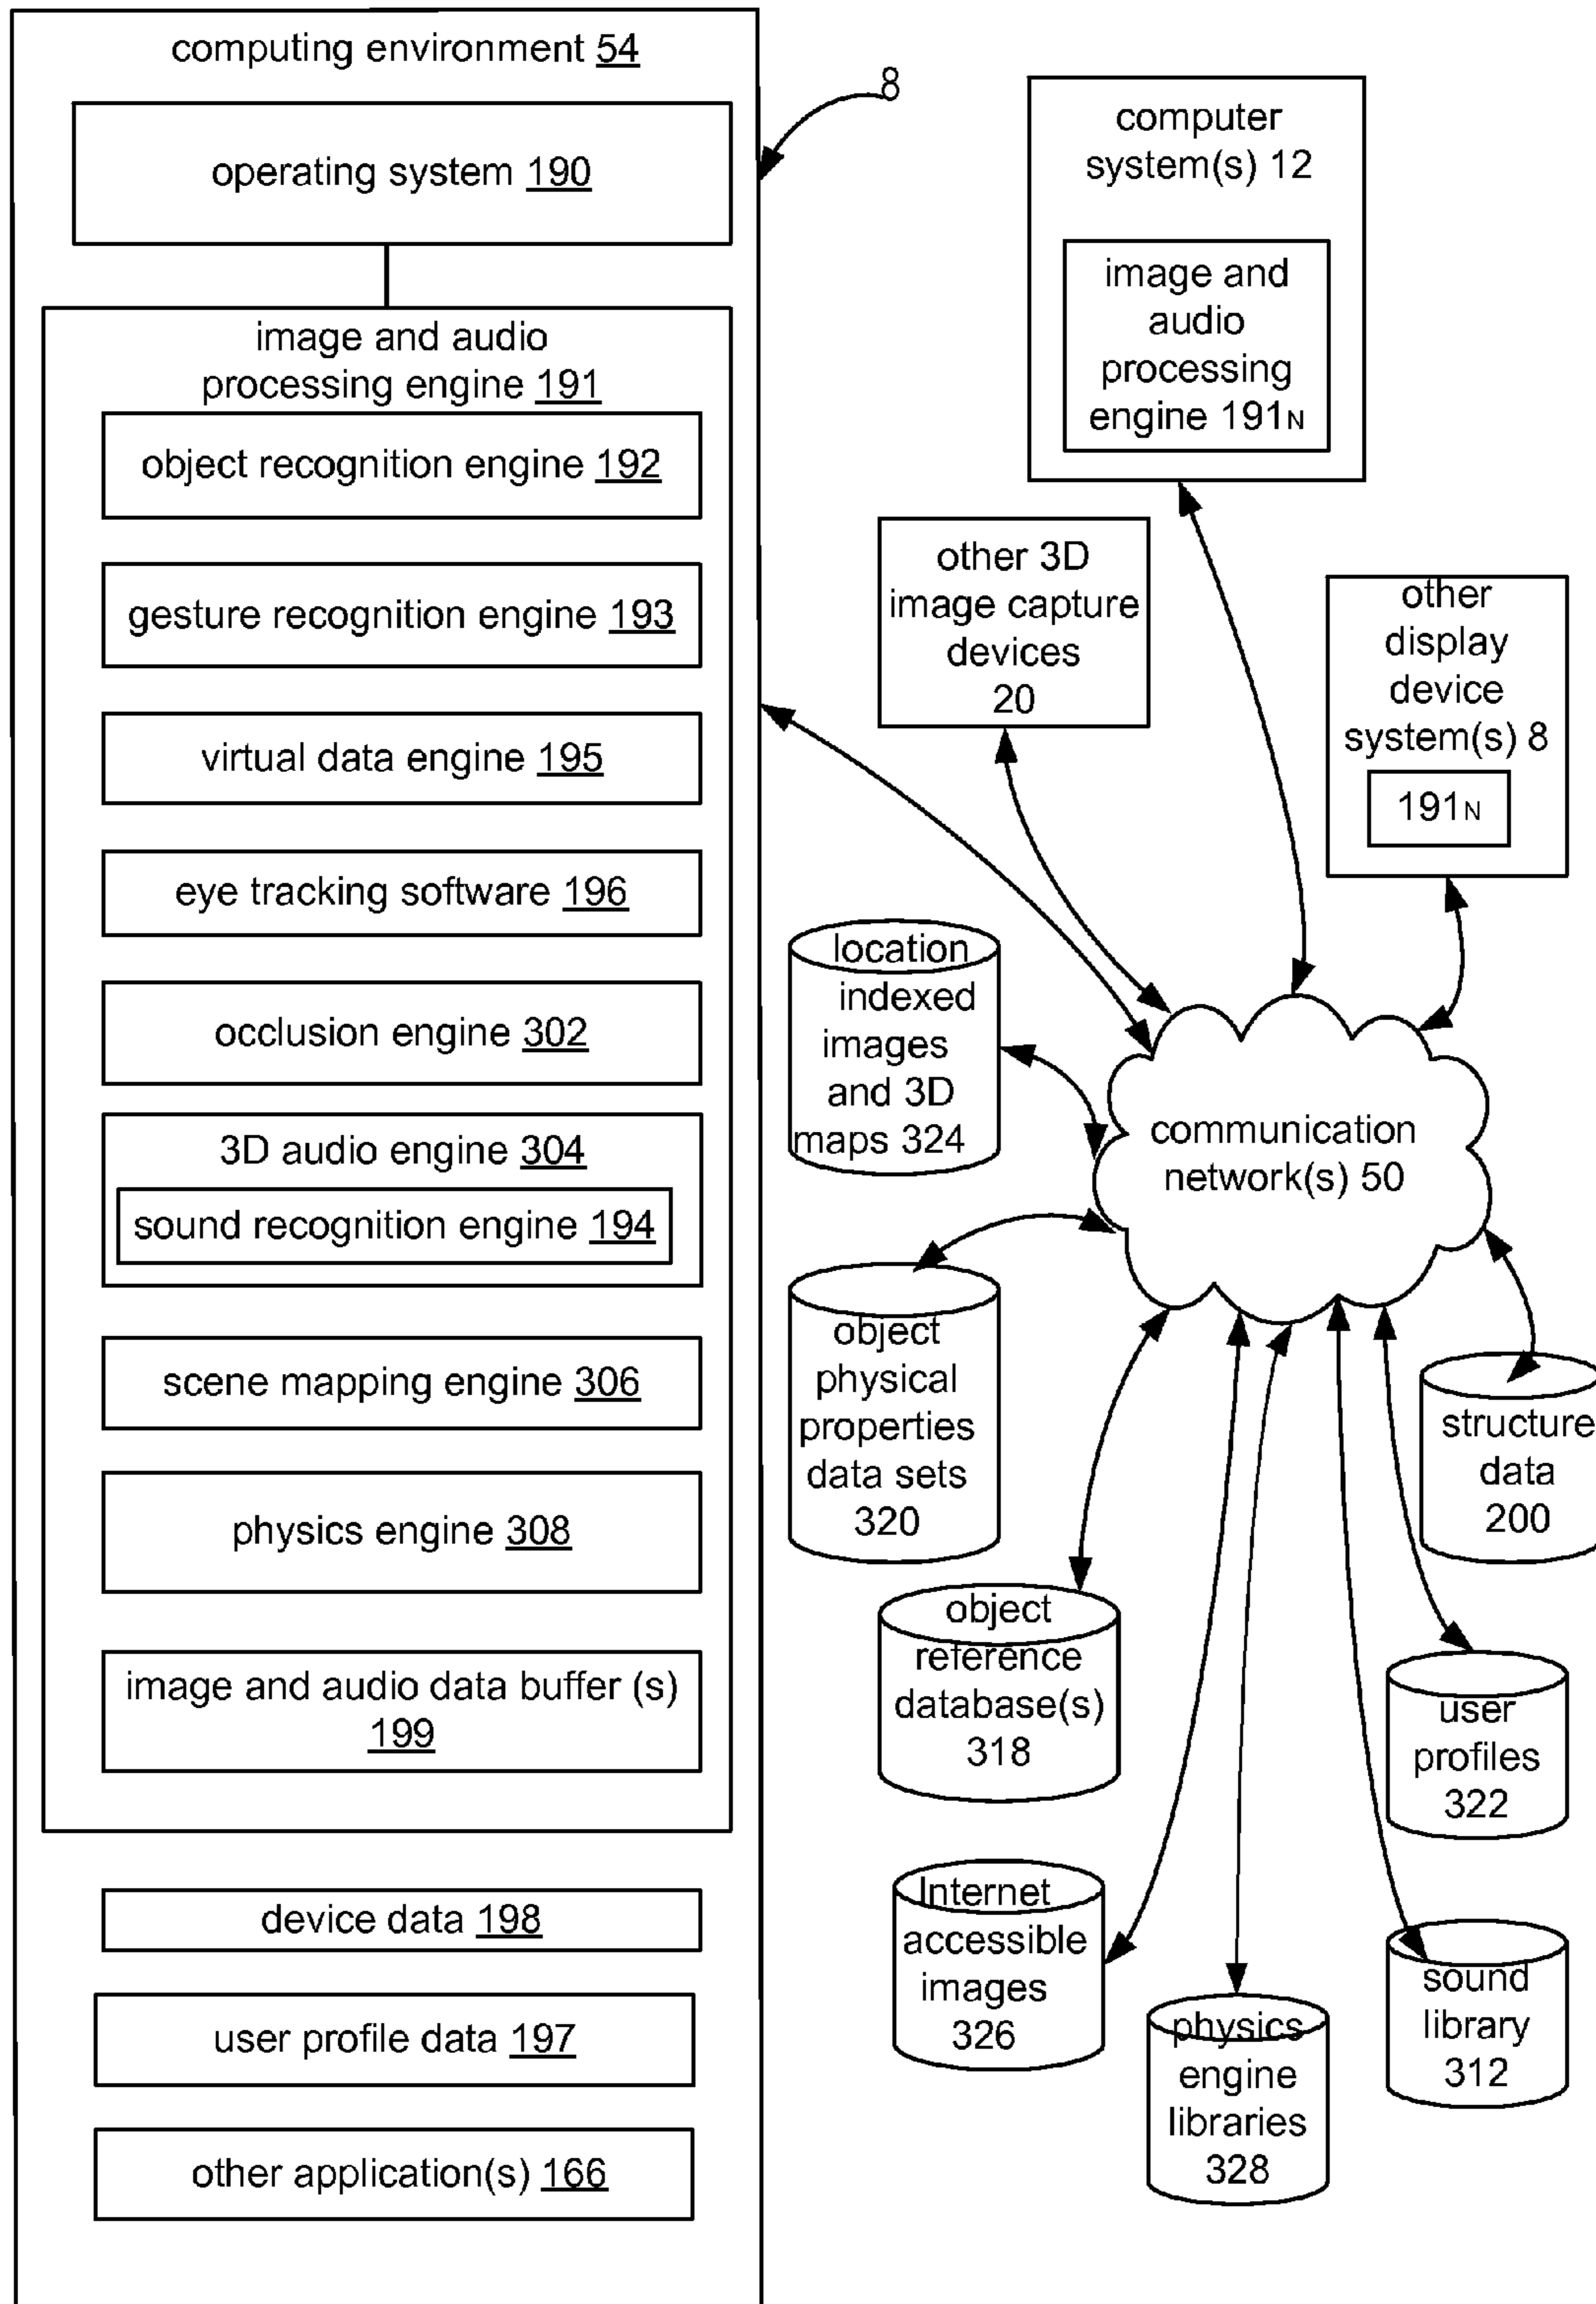 computing environment 54
operating system 190
image and audio
processing engine 191
object recognition engine 192
gesture recognition engine 193
virtual data engine 195
eye tracking software 196
occlusion engine 302
3D audio engine 304
sound recognition engine 194
scene mapping engine 306
physics engine 308
image and audio data buffer (s)
199
device data 198
user profile data 197
other application(s) 166
8
computer
system(s) 12
image and
audio
processing
engine 191N
other 3D
image capture
devices
20
other
display
device
system(s) 8
191N
location
indexed
images
and 3D
maps 324
communication
network(s) 50
object
physical
properties
data sets
320
structure
data
200
object
reference
database(s)
318
user
profiles
322
Internet
accessible
images
326
physics
engine
libraries
328
sound
library
312